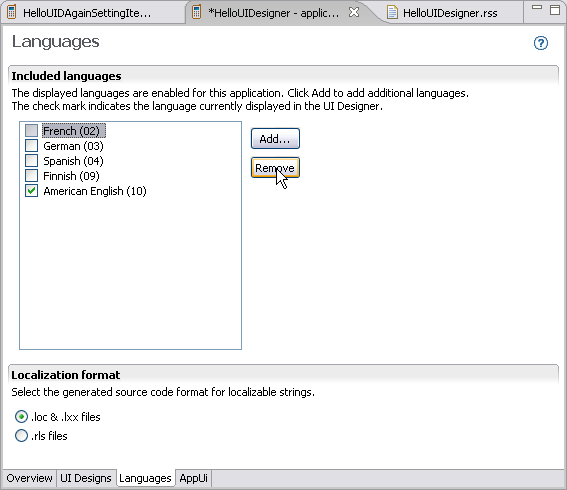 HelloUIDAgainSettingIte...
*HelloUIDesigner - applic...
HelloUIDesigner.rss
Languages
?
Included languages
The displayed languages are enabled for this application. Click Add to add additional languages.
The check mark indicates the language currently displayed in the UI Designer.
French (02)
German (03)
Spanish (04)
Finnish (09)
American English (10)
Add...
Remove
Localization format
Select the generated source code format for localizable strings.
.loc & .lxx files
.rls files
Overview UI Designs Languages AppUi